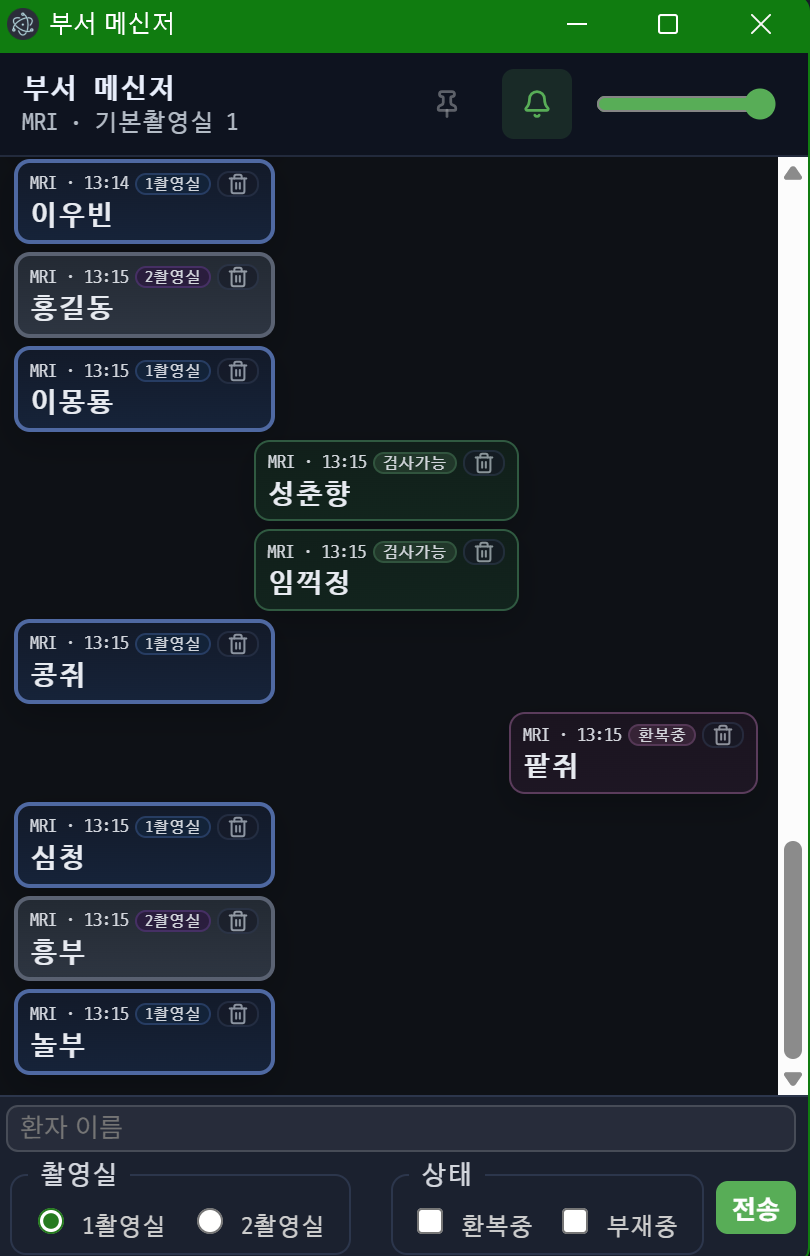 부서 메신저
부서 메신저
MRI · 기본촬영실 1
MRI · 13:14 1촬영실
이우빈
MRI · 13:15 2촬영실
홍길동
MRI · 13:15 1촬영실
이몽룡
MRI · 13:15 검사가능
성춘향
MRI · 13:15 검사가능
임꺽정
MRI · 13:15 1촬영실
콩쥐
MRI · 13:15 환복중
팥쥐
MRI · 13:15 1촬영실
심청
MRI · 13:15 2촬영실
흥부
MRI · 13:15 1촬영실
놀부
환자 이름
촬영실 상태
1촬영실 2촬영실 환복중 부재중 전송